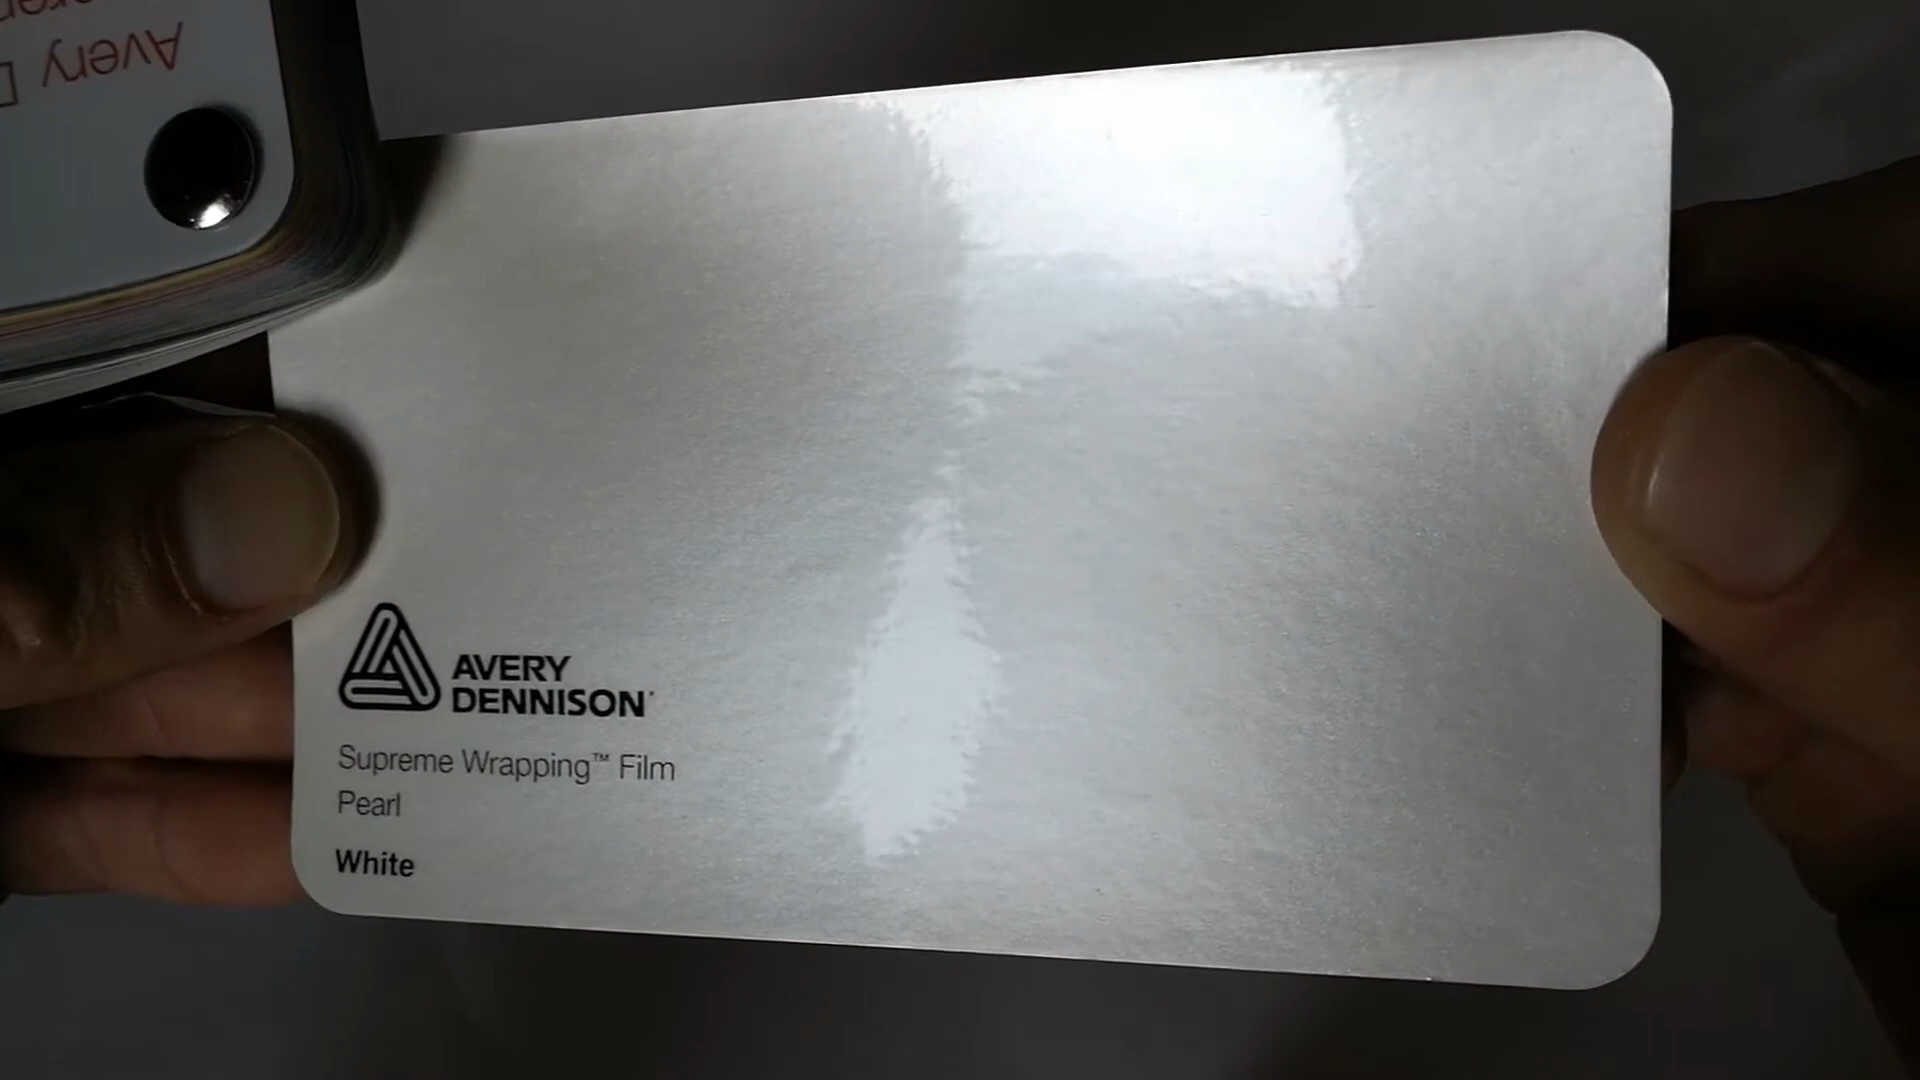 Avery D
AVERY
DENNISON
Supreme Wrapping™ Film
Pearl
White